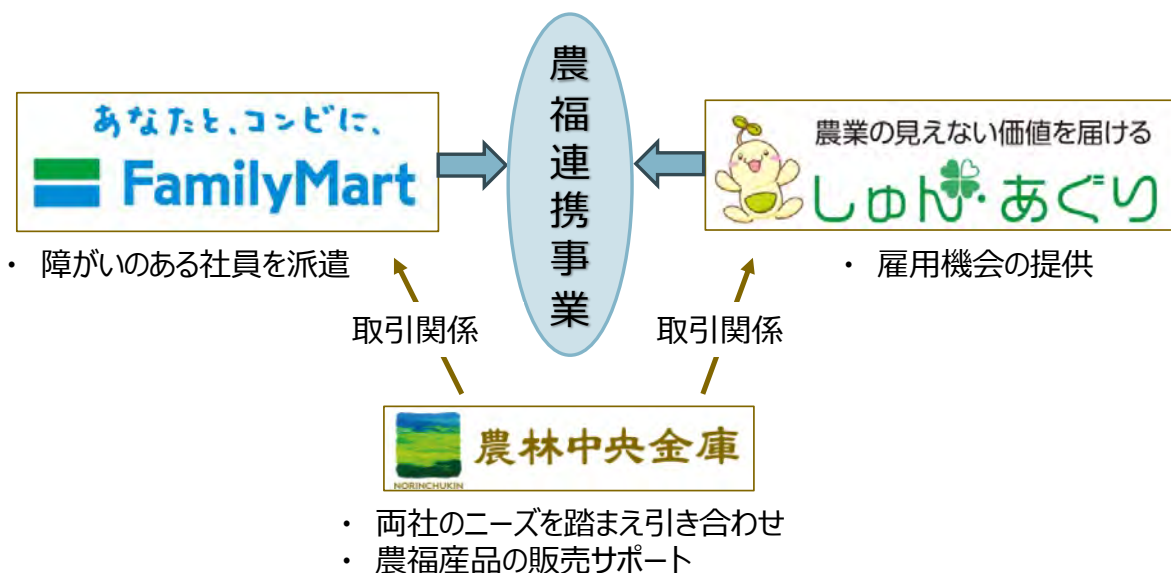 農福連携事業
あなたと、コンビに、
FamilyMart
農業の見えない価値を届ける
しゅん・あぐり
・ 障がいのある社員を派遣
・ 雇用機会の提供
取引関係
取引関係
農林中央金庫
NORINCHUKIN
・ 両社のニーズを踏まえ引き合わせ
・ 農福産品の販売サポート